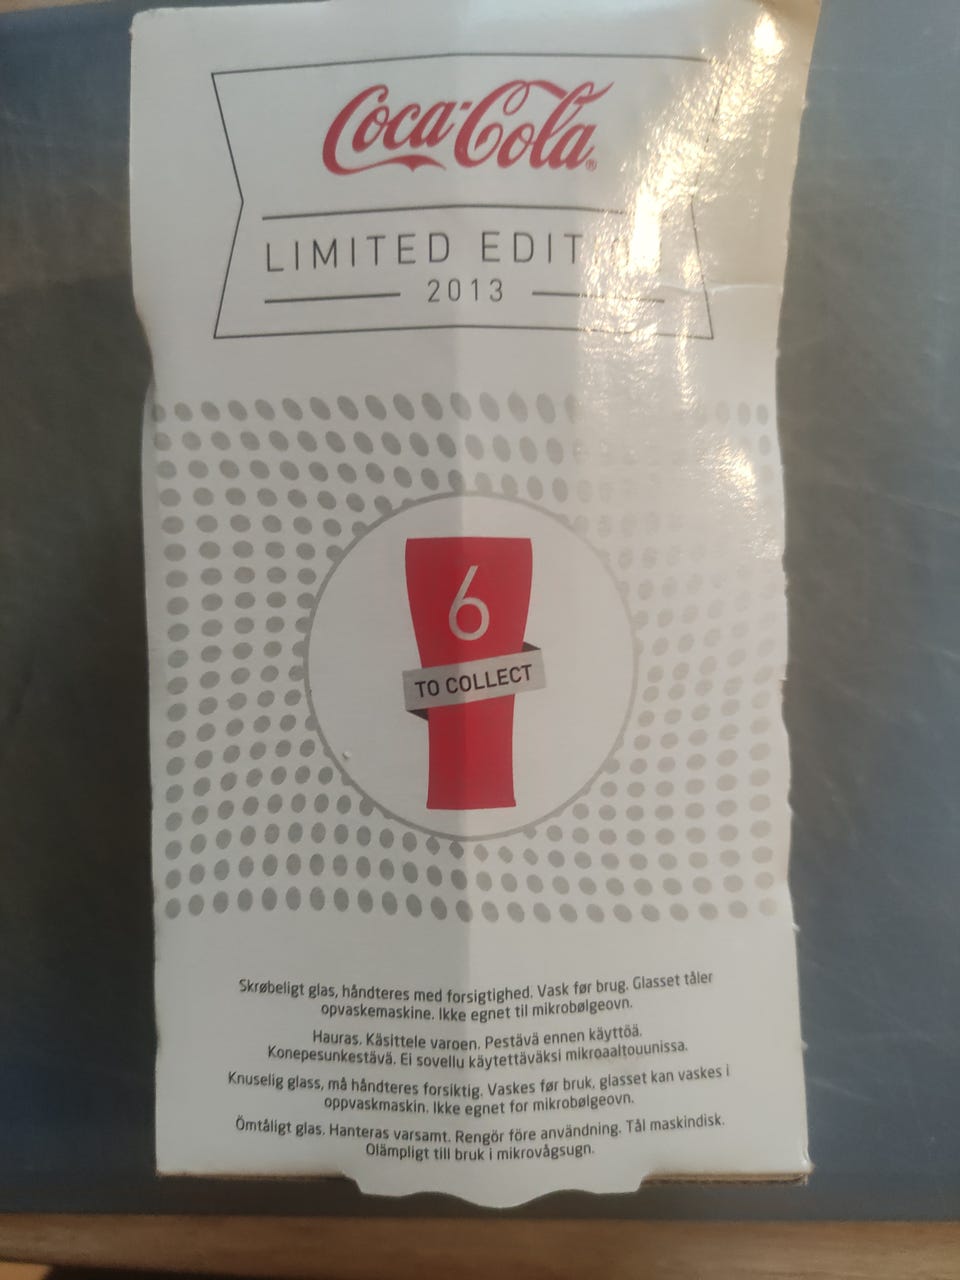 Coca-Cola®
LIMITED EDIT
2013
6
TO COLLECT
Skrøbeligt glas, håndteres med forsigtighed. Vask før brug. Glasset tåler
opvaskemaskine. Ikke egnet til mikrobølgeovn.
Hauras. Käsittele varoen. Pestävä ennen käyttöä.
Konepesunkestävä. Ei sovellu käytettäväksi mikroaaltouunissa.
Knuselig glass, må håndteres forsiktig. Vaskes før bruk, glasset kan vaskes i
oppvaskmaskin. Ikke egnet for mikrobølgeovn.
Ömtåligt glas. Hanteras varsamt. Rengör före användning. Tål maskindisk.
Olämpligt till bruk i mikrovågsugn.